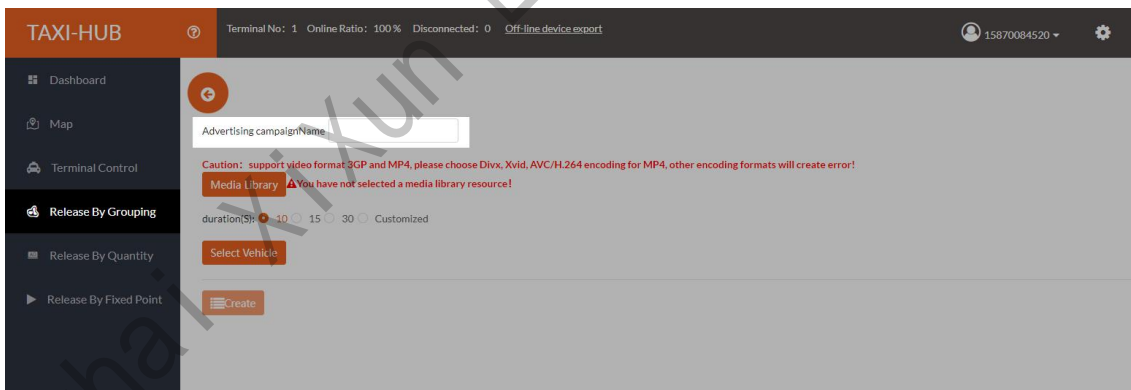 TAXI-HUB
Terminal No: 1 Online Ratio: 100% Disconnected: 0 Off-line device export
15870084520
Dashboard
Map
Terminal Control
Release By Grouping
Release By Quantity
Release By Fixed Point
Advertising campaignName
Caution: support video format 3GP and MP4, please choose Divx, Xvid, AVC/H.264 encoding for MP4, other encoding formats will create error!
Media Library You have not selected a media library resource!
duration(S): 10 15 30 Customized
Select Vehicle
Create
hai XiXun